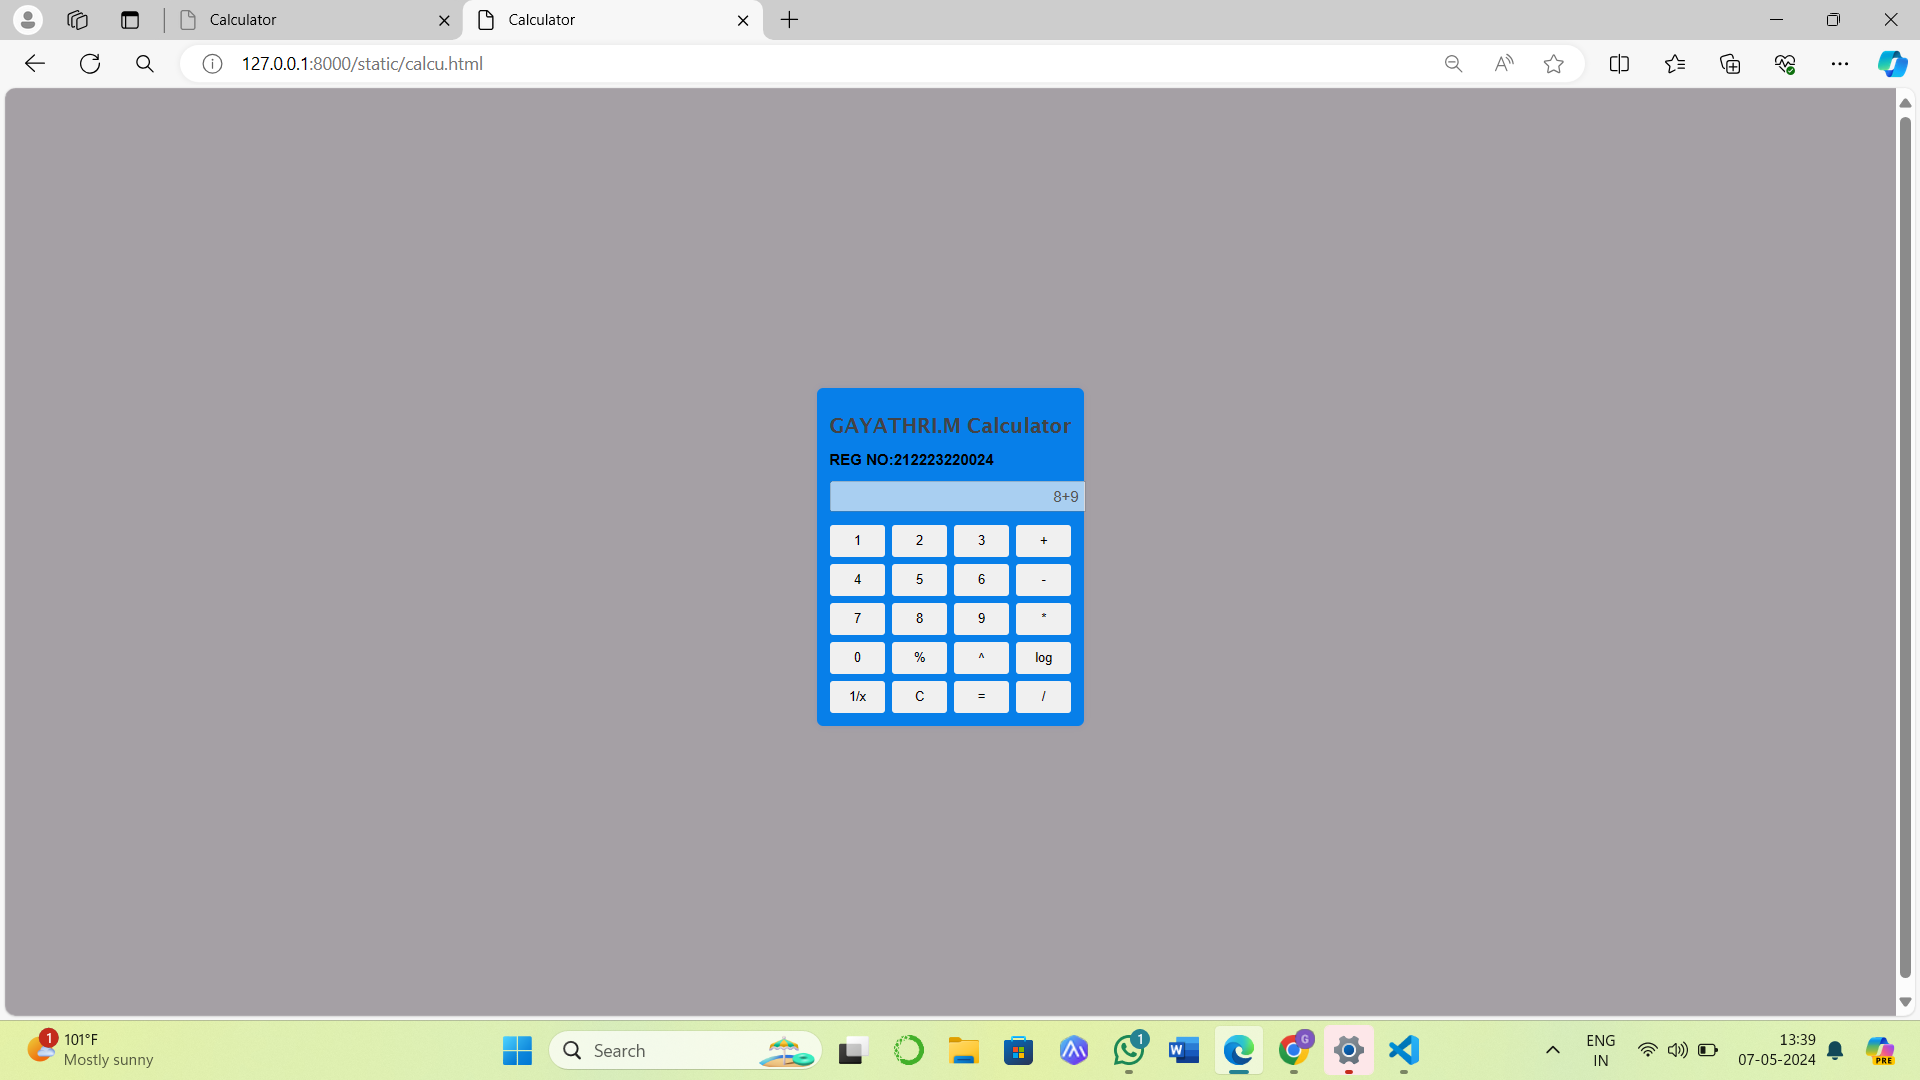 Calculator
Calculator
127.0.0.1:8000/static/calcu.html
GAYATHRI.M Calculator
REG NO:212223220024
8+9
1 2 3 +
4 5 6 -
7 8 9 *
0 % ^ log
1/x C = /
1 101°F
Mostly sunny
Search
1
W
G
ENG
IN
13:39
07-05-2024
PRE